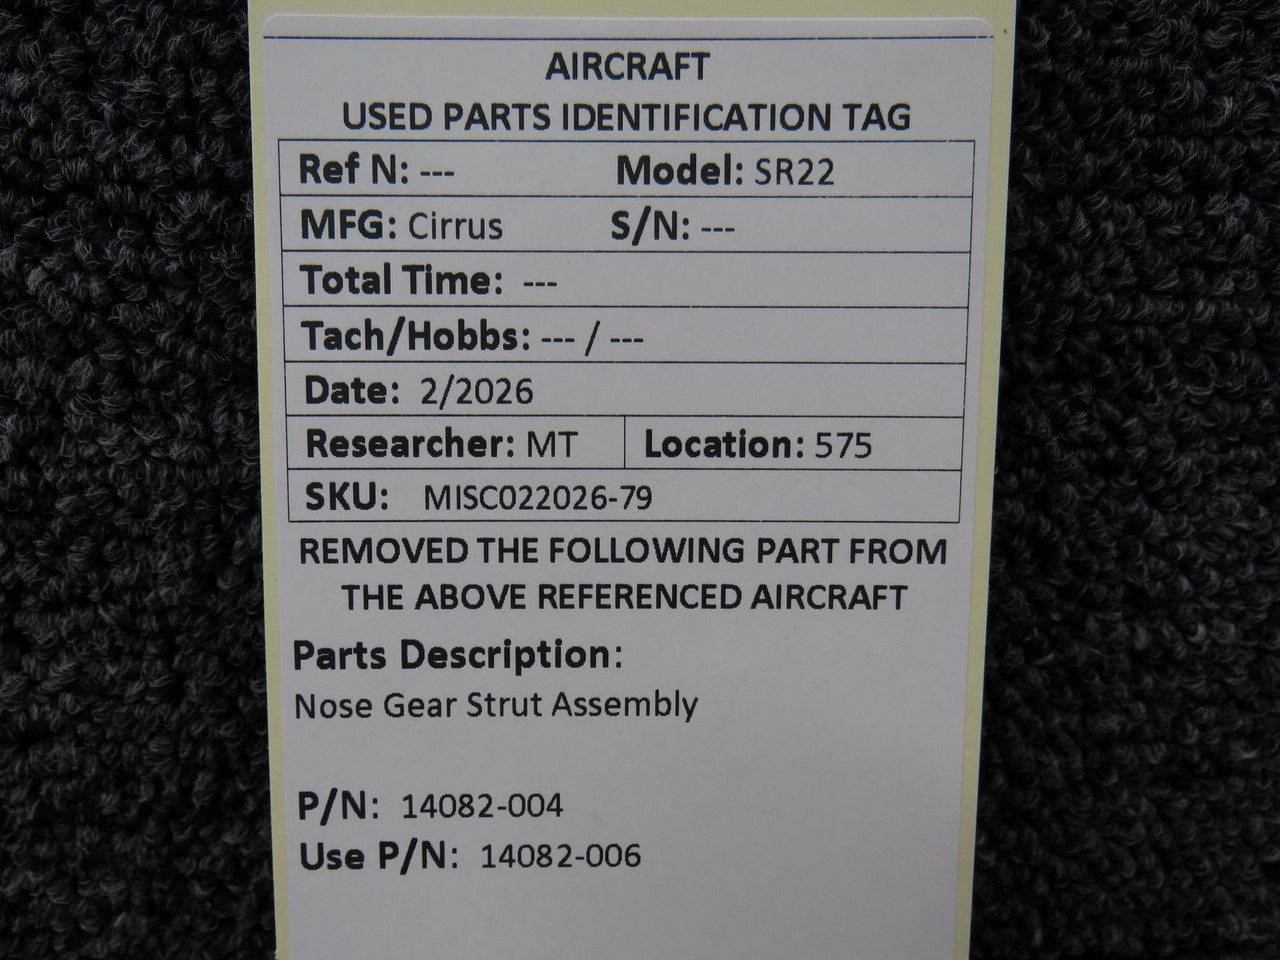 AIRCRAFT
USED PARTS IDENTIFICATION TAG
Ref N: --- Model: SR22
MFG: Cirrus S/N: ---
Total Time: ---
Tach/Hobbs: --- / ---
Date: 2/2026
Researcher: MT Location: 575
SKU: MISC022026-79
REMOVED THE FOLLOWING PART FROM
THE ABOVE REFERENCED AIRCRAFT
Parts Description:
Nose Gear Strut Assembly
P/N: 14082-004
Use P/N: 14082-006